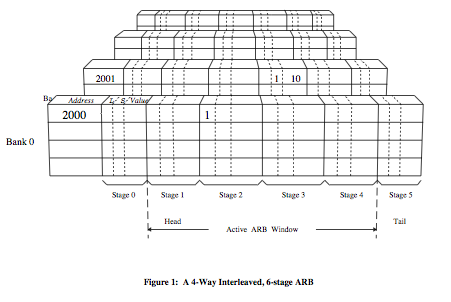 2001 1 10
Ba
Address L S Value
2000 1
Bank 0
Stage 0 Stage 1 Stage 2 Stage 3 Stage 4 Stage 5
Head Tail
Active ARB Window
Figure 1: A 4-Way Interleaved, 6-stage ARB